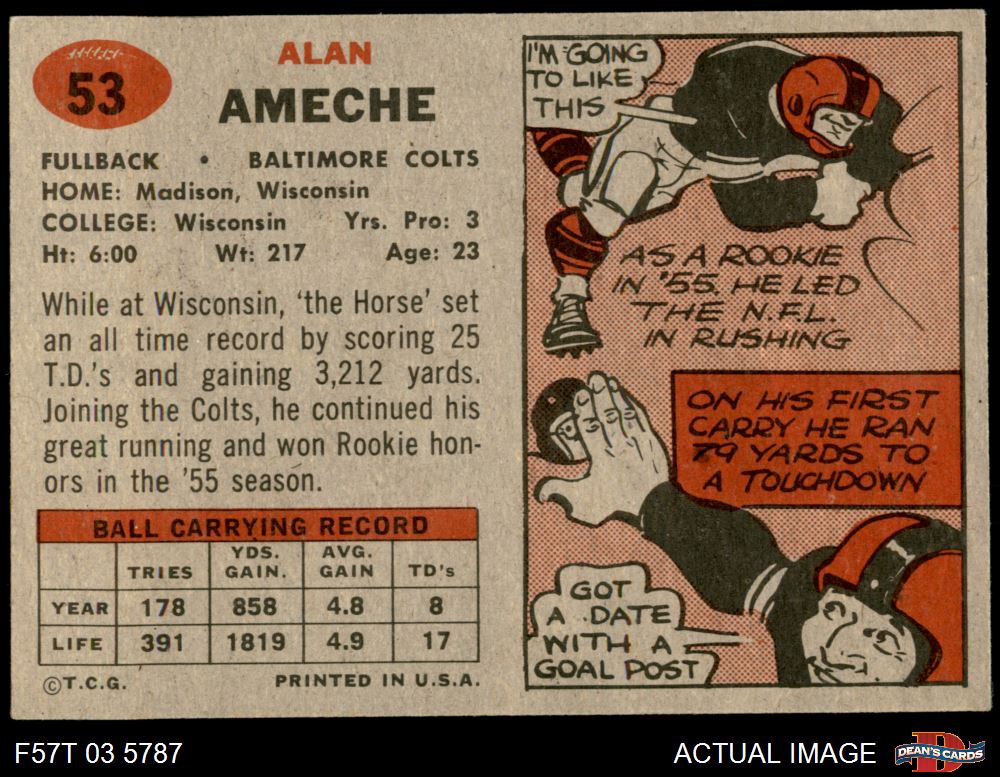 53
ALAN
AMECHE
FULLBACK • BALTIMORE COLTS
HOME: Madison, Wisconsin
COLLEGE: Wisconsin Yrs. Pro: 3
Ht: 6:00 Wt: 217 Age: 23
While at Wisconsin, 'the Horse' set
an all time record by scoring 25
T.D.'s and gaining 3,212 yards.
Joining the Colts, he continued his
great running and won Rookie hon-
ors in the '55 season.
BALL CARRYING RECORD
TRIES YDS. GAIN. AVG. GAIN TD's
YEAR 178 858 4.8 8
LIFE 391 1819 4.9 17
©T.C.G. PRINTED IN U.S.A.
I'M GOING
TO LIKE
THIS
AS A ROOKIE
IN '55 HE LED
THE N.F.L.
IN RUSHING
ON HIS FIRST
CARRY HE RAN
79 YARDS TO
A TOUCHDOWN
GOT
A DATE
WITH A
GOAL POST
F57T 03 5787 ACTUAL IMAGE
DEAN'S CARDS